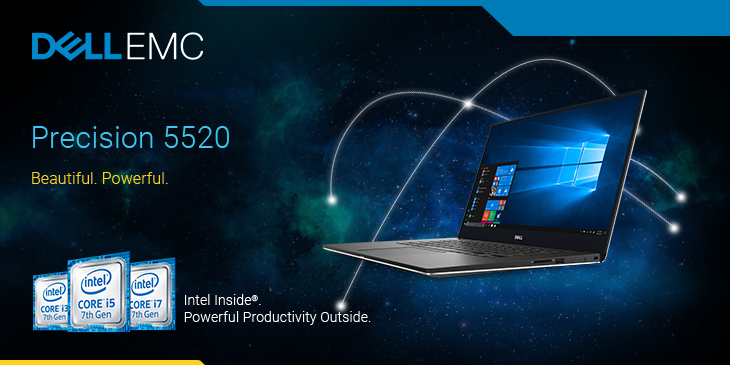 DELLEMC
Precision 5520
Beautiful. Powerful.
intel
CORE i3
7th Gen
intel
CORE i5
7th Gen
intel
CORE i7
7th Gen
Intel Inside®.
Powerful Productivity Outside.
DELL